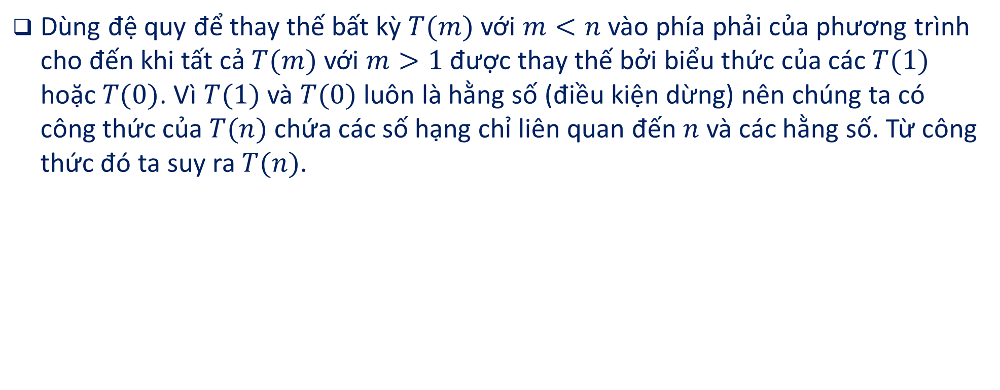 ❑ Dùng đệ quy để thay thế bất kỳ T(m) với m < n vào phía phải của phương trình
cho đến khi tất cả T(m) với m > 1 được thay thế bởi biểu thức của các T(1)
hoặc T(0). Vì T(1) và T(0) luôn là hằng số (điều kiện dừng) nên chúng ta có
công thức của T(n) chứa các số hạng chỉ liên quan đến n và các hằng số. Từ công
thức đó ta suy ra T(n).